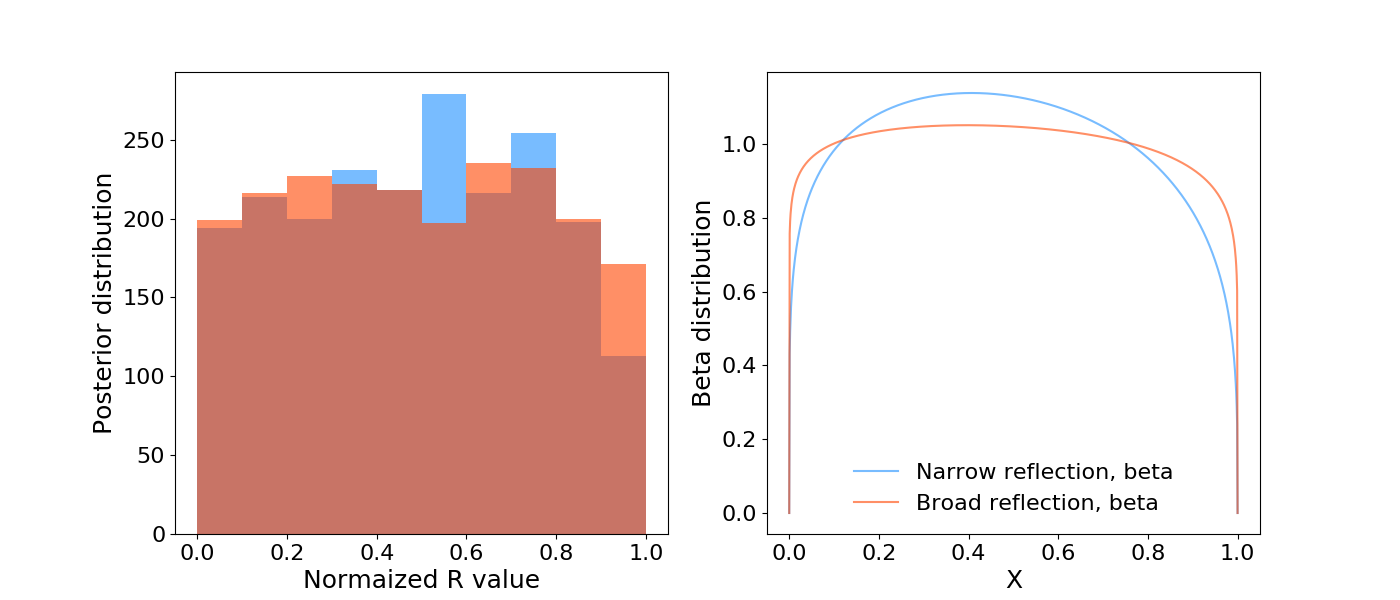 Posterior distribution
250
200
150
100
50
0
0.0 0.2 0.4 0.6 0.8 1.0
Normaized R value
Beta distribution
1.0
0.8
0.6
0.4
0.2
0.0
Narrow reflection, beta
Broad reflection, beta
0.0 0.2 0.4 0.6 0.8 1.0
X